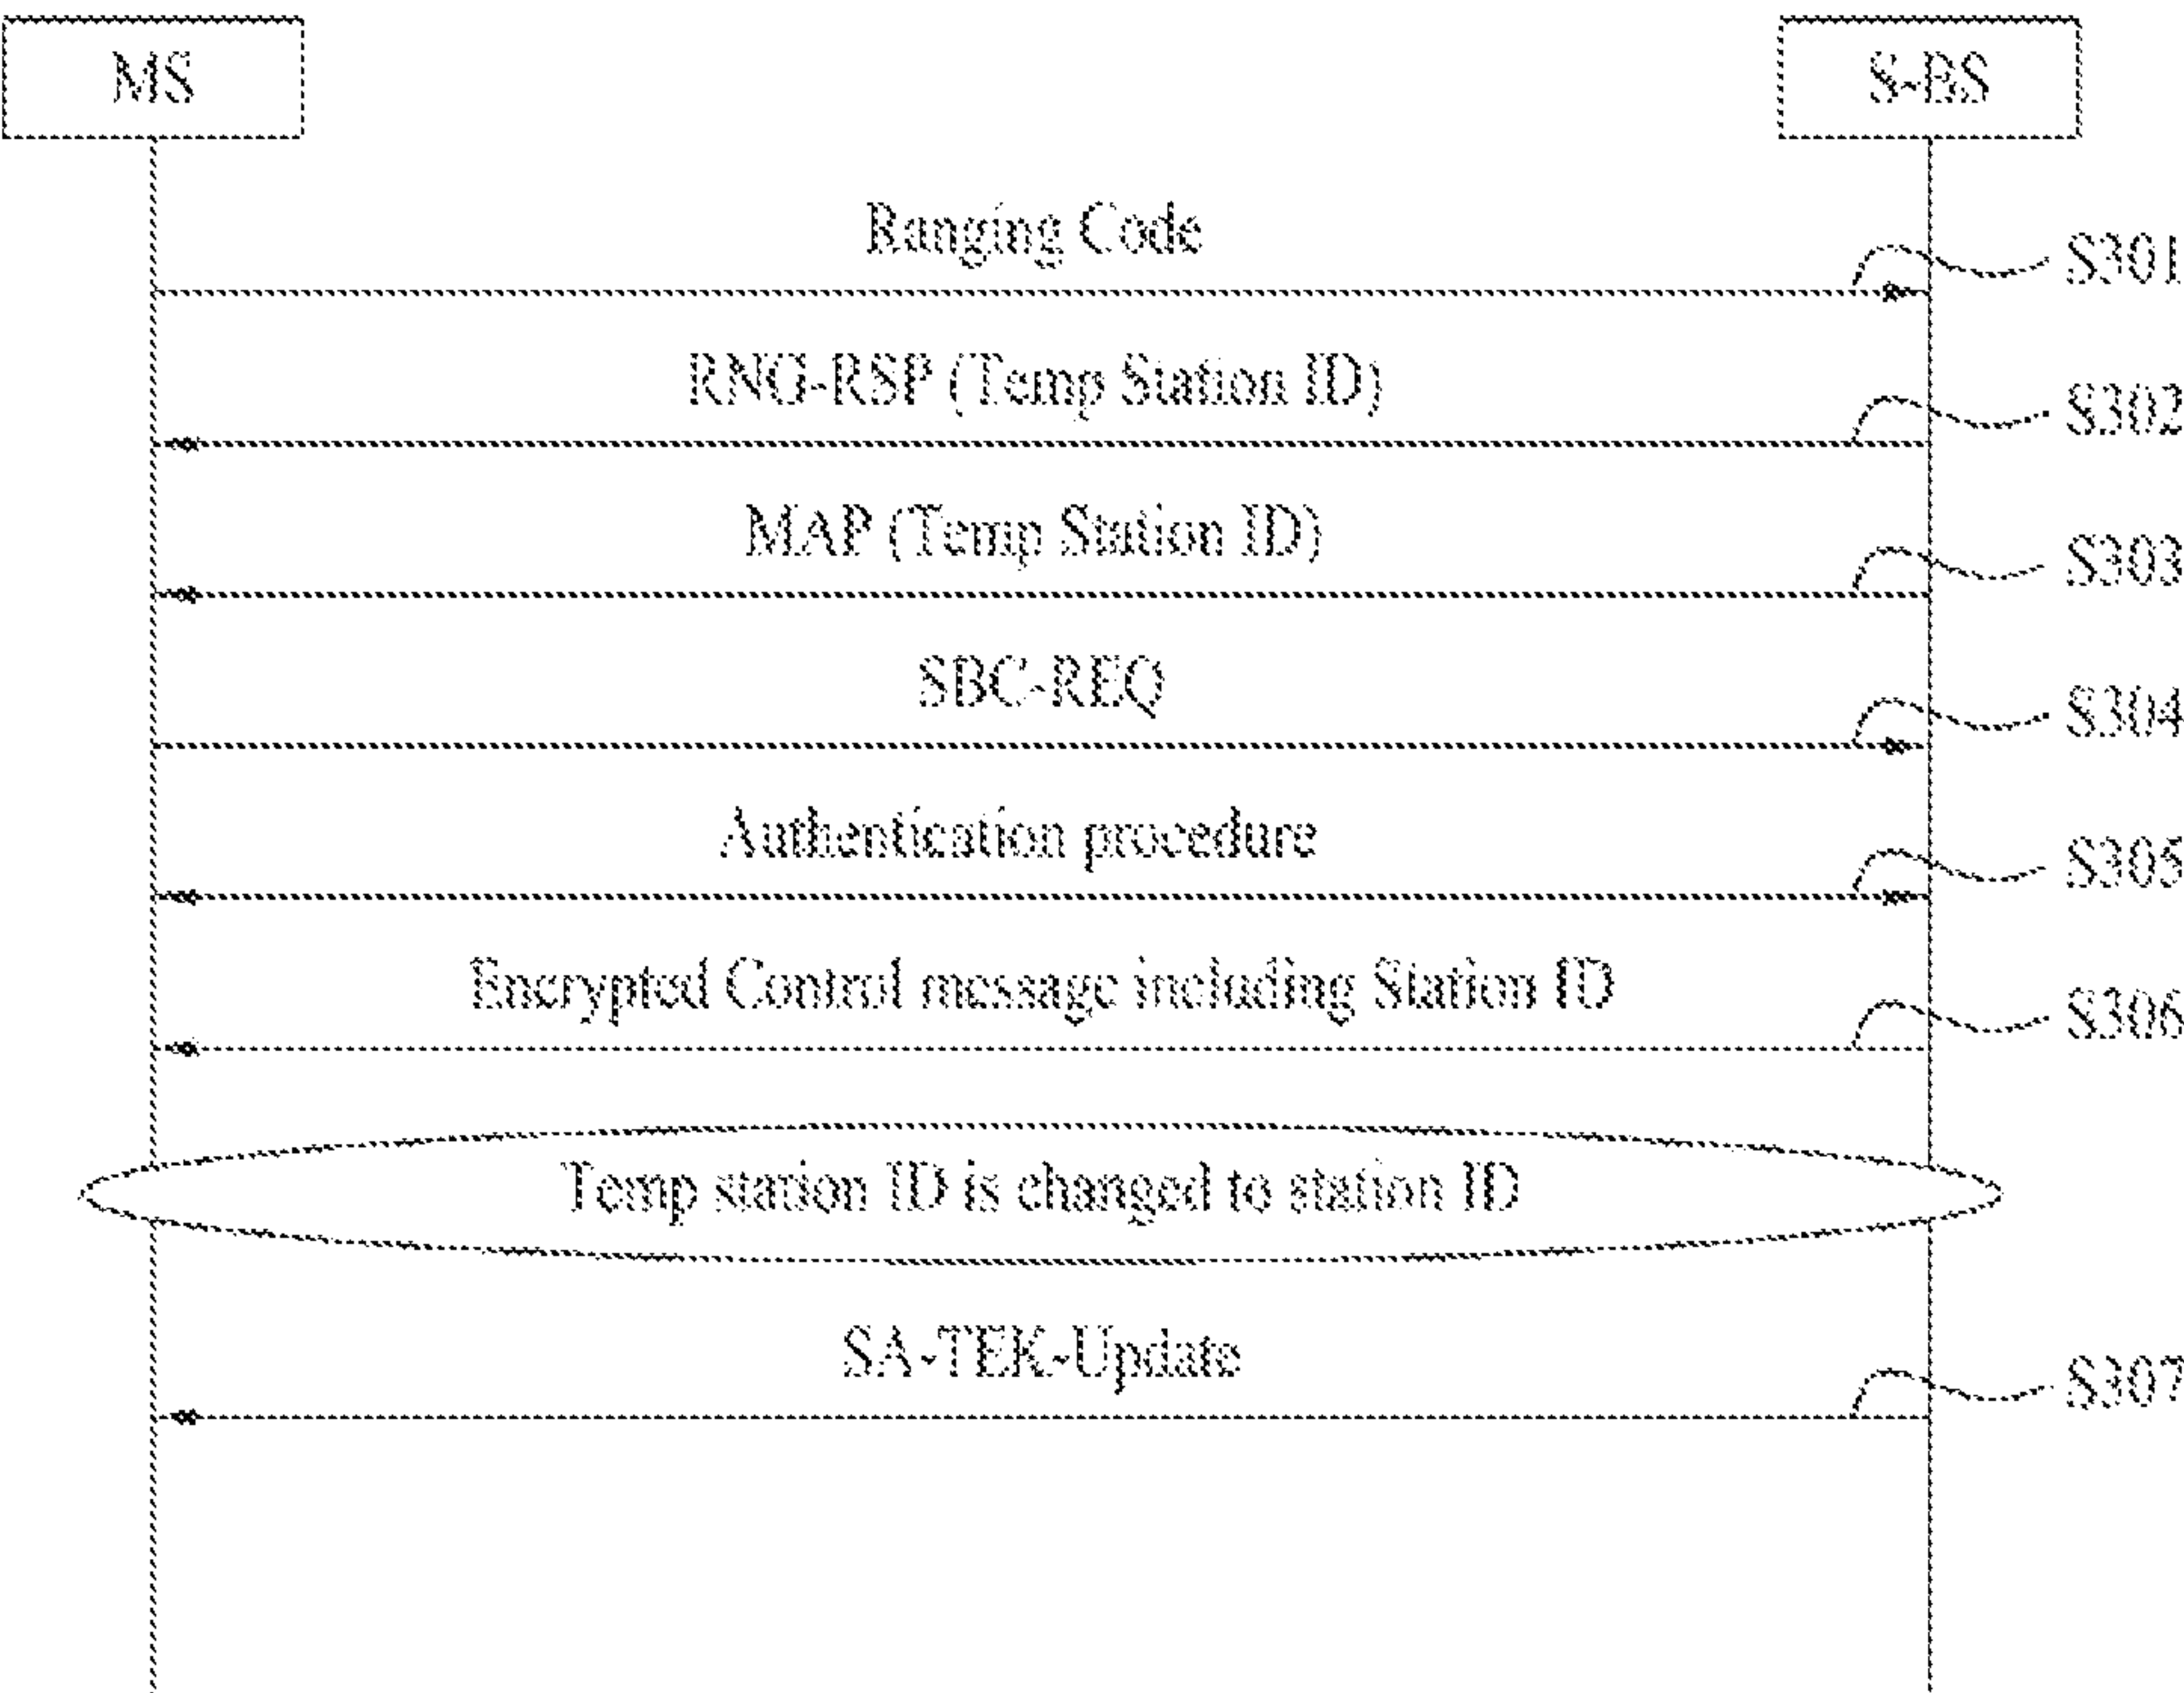 MS
S-BS
Ranging Code
S301
RNG-RSP (Temp Station ID)
S302
MAP (Temp Station ID)
S303
SBC-REQ
S304
Authentication procedure
S305
Encrypted Control message including Station ID
S306
Temp station ID is changed to station ID
SA-TEK-Update
S307